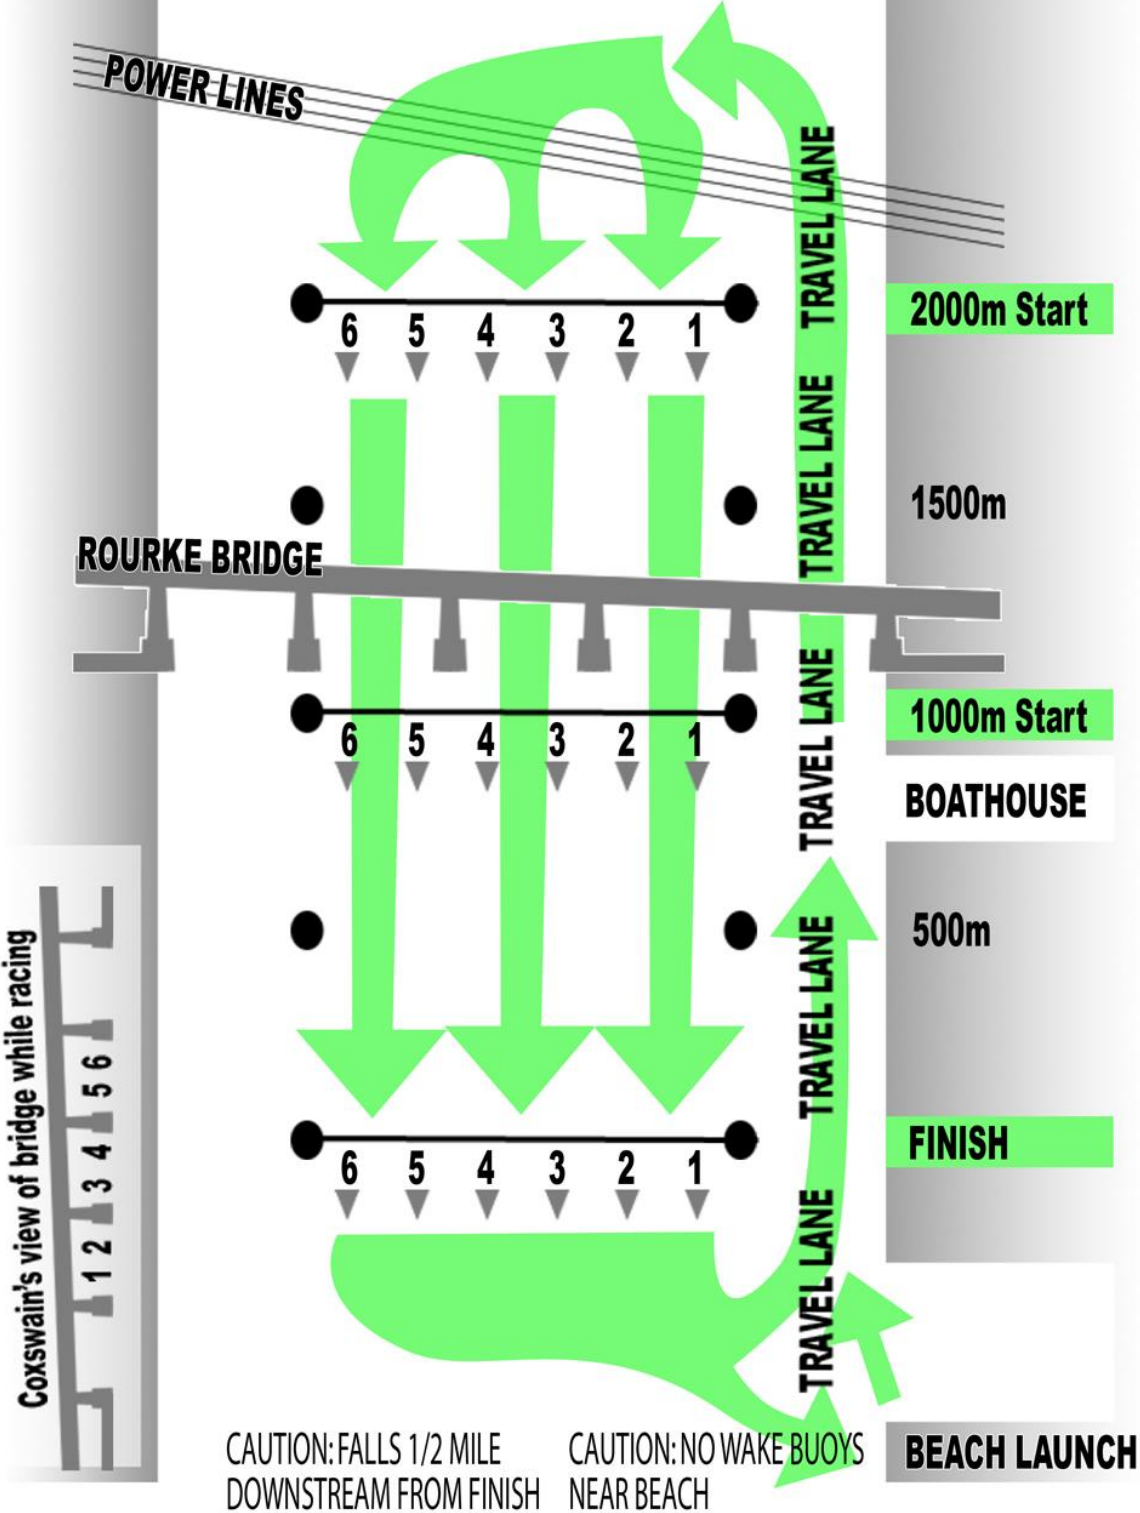 POWER LINES
TRAVEL LANE
2000m Start
6 5 4 3 2 1
TRAVEL LANE
1500m
ROURKE BRIDGE
TRAVEL LANE
1000m Start
6 5 4 3 2 1
BOATHOUSE
TRAVEL LANE
500m
Coxswain's view of bridge while racing
1 2 3 4 5 6
FINISH
6 5 4 3 2 1
TRAVEL LANE
CAUTION: FALLS 1/2 MILE
DOWNSTREAM FROM FINISH
CAUTION: NO WAKE BUOYS
NEAR BEACH
BEACH LAUNCH